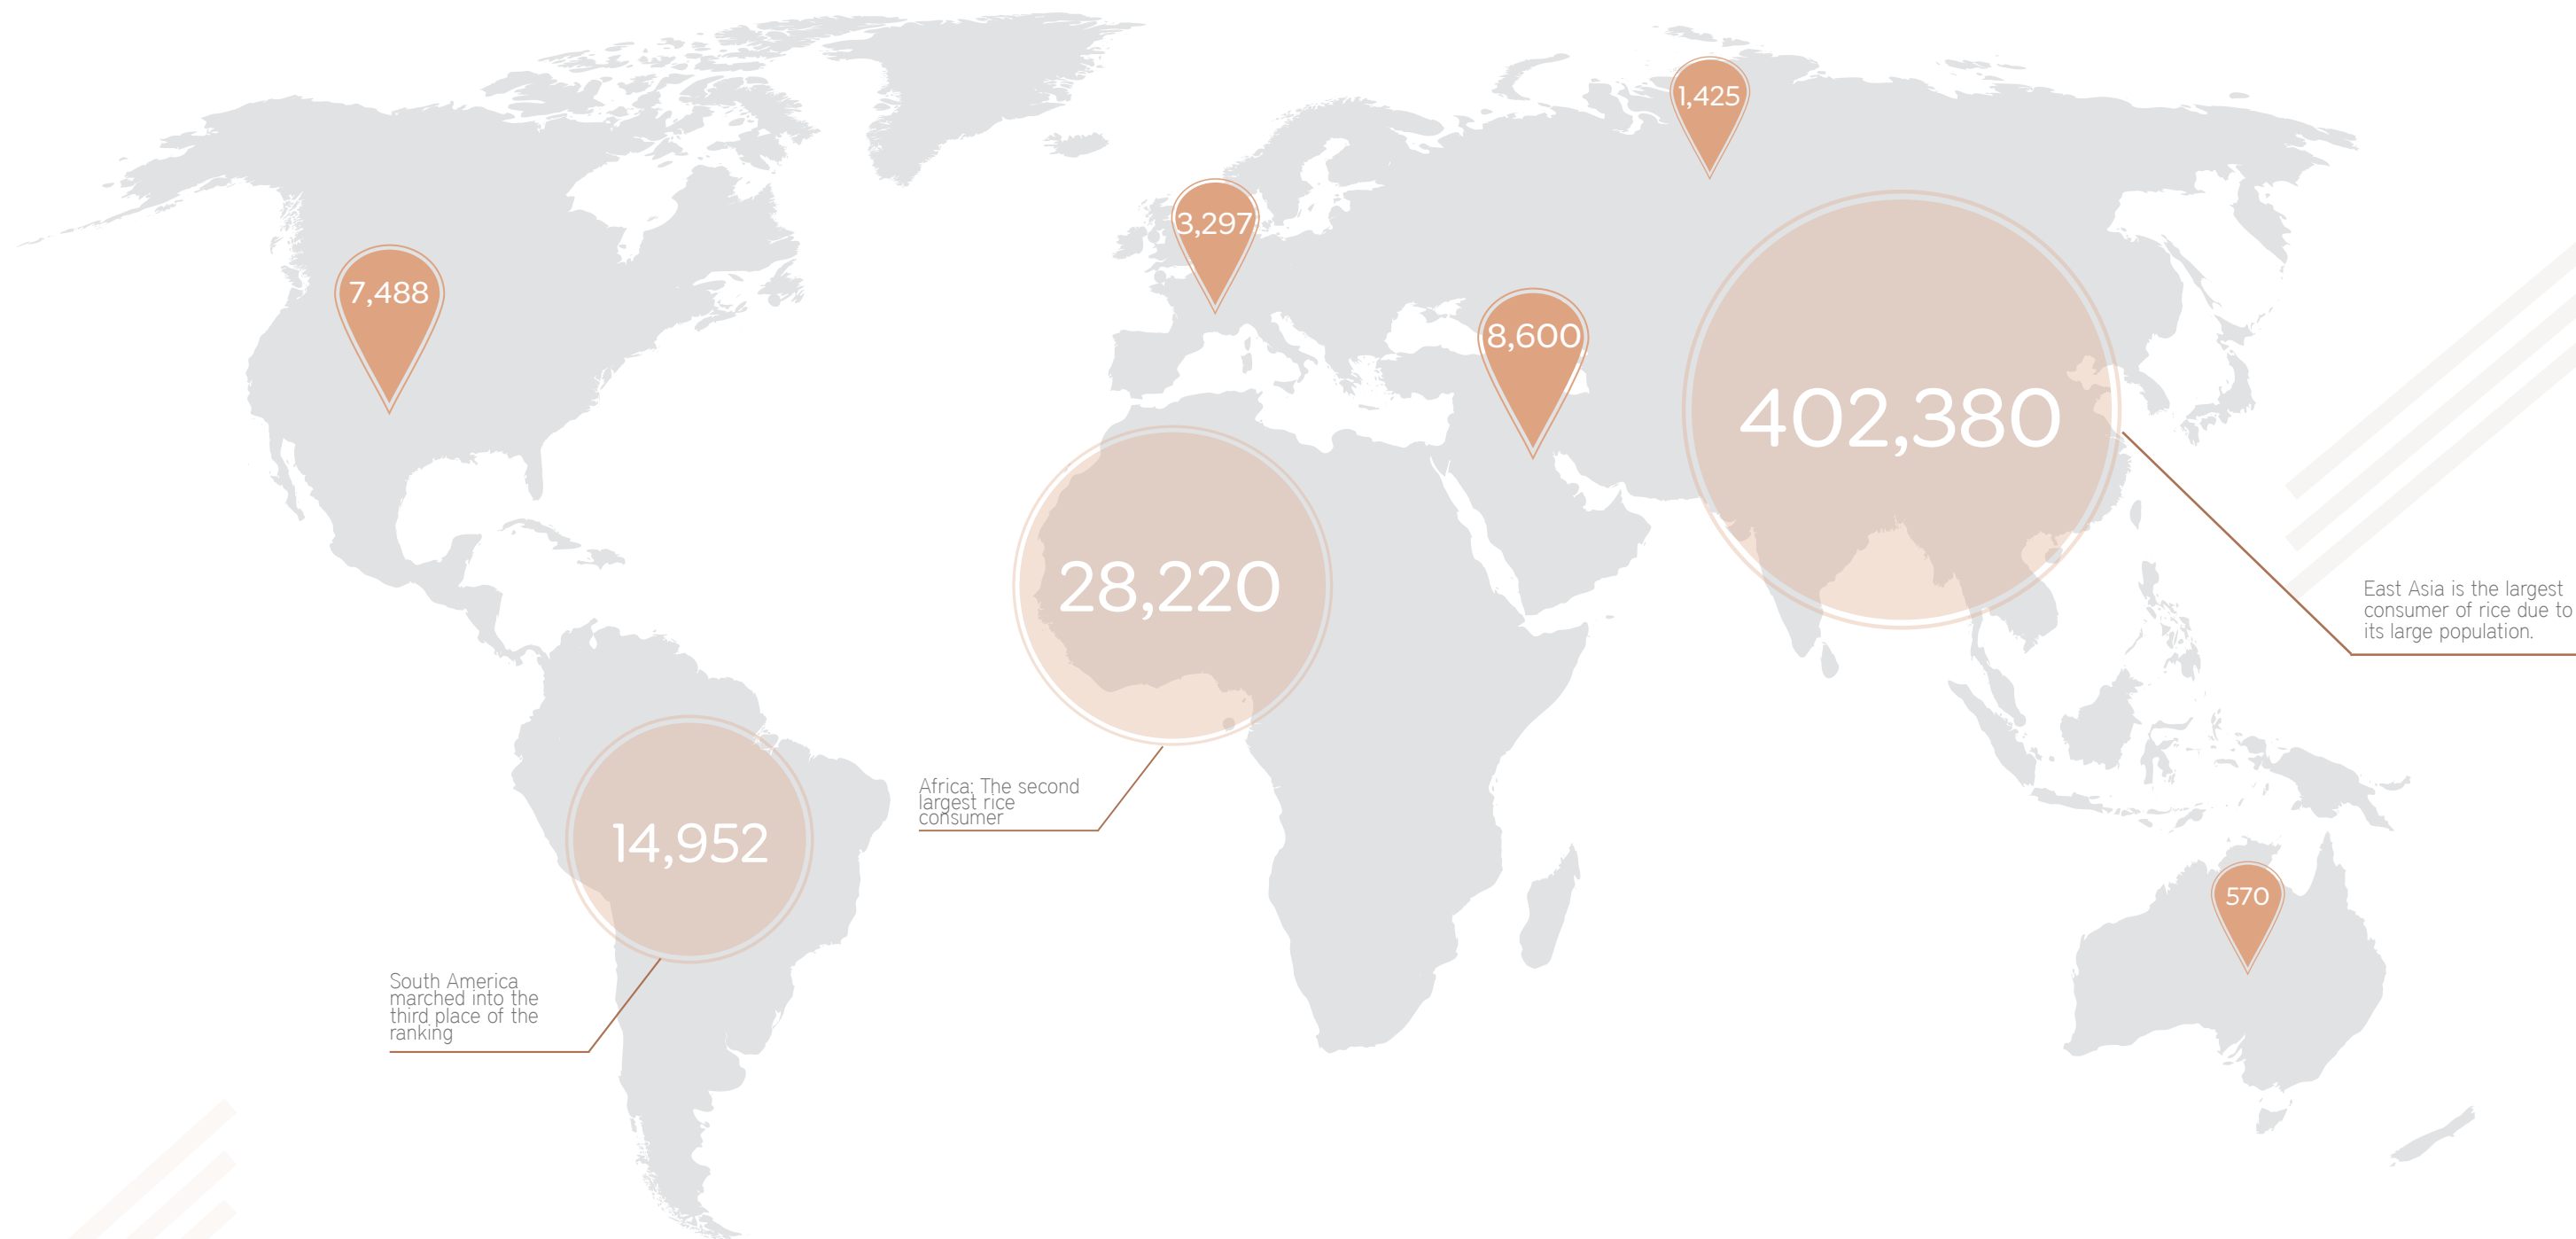 1,425
3,297
7,488
8,600
402,380
28,220
East Asia is the largest
consumer of rice due to
its large population.
Africa: The second
largest rice
consumer
14,952
570
South America
marched into the
third place of the
ranking